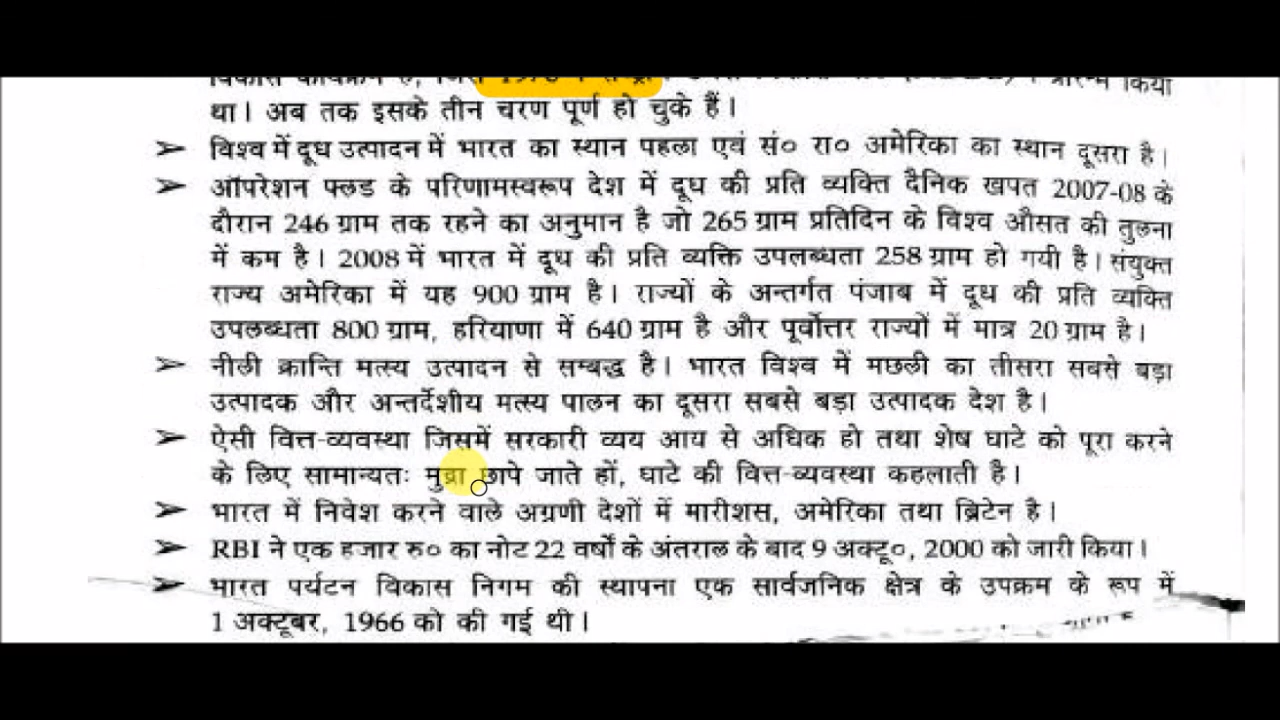 था। अब तक इसके तीन चरण पूर्ण हो चुके हैं।
➢ विश्व में दूध उत्पादन में भारत का स्थान पहला एवं सं० रा० अमेरिका का स्थान दूसरा है।
➢ ऑपरेशन फ्लड के परिणामस्वरूप देश में दूध की प्रति व्यक्ति दैनिक खपत 2007-08 के
दौरान 246 ग्राम तक रहने का अनुमान है जो 265 ग्राम प्रतिदिन के विश्व औसत की तुलना
में कम है। 2008 में भारत में दूध की प्रति व्यक्ति उपलब्धता 258 ग्राम हो गयी है। संयुक्त
राज्य अमेरिका में यह 900 ग्राम है। राज्यों के अन्तर्गत पंजाब में दूध की प्रति व्यक्ति
उपलब्धता 800 ग्राम, हरियाणा में 640 ग्राम है और पूर्वोत्तर राज्यों में मात्र 20 ग्राम है।
➢ नीली क्रान्ति मत्स्य उत्पादन से सम्बद्ध है। भारत विश्व में मछली का तीसरा सबसे बड़ा
उत्पादक और अन्तर्देशीय मत्स्य पालन का दूसरा सबसे बड़ा उत्पादक देश है।
➢ ऐसी वित्त-व्यवस्था जिसमें सरकारी व्यय आय से अधिक हो तथा शेष घाटे को पूरा करने
के लिए सामान्यतः मुद्रा छापे जाते हों, घाटे की वित्त-व्यवस्था कहलाती है।
➢ भारत में निवेश करने वाले अग्रणी देशों में मारीशस, अमेरिका तथा ब्रिटेन है।
➢ RBI ने एक हजार रु० का नोट 22 वर्षों के अंतराल के बाद 9 अक्टू०, 2000 को जारी किया।
➢ भारत पर्यटन विकास निगम की स्थापना एक सार्वजनिक क्षेत्र के उपक्रम के रूप में
1 अक्टूबर, 1966 को की गई थी।